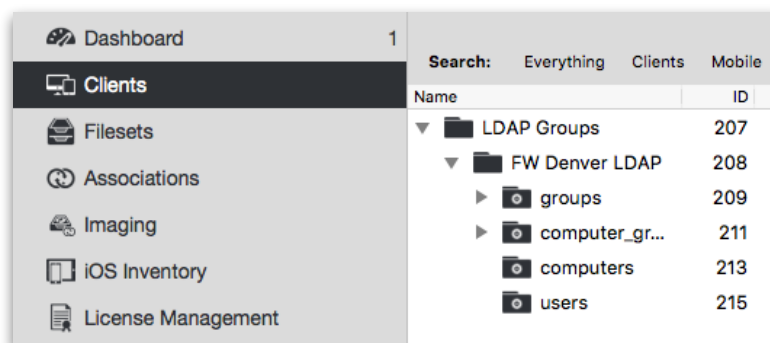 Dashboard 1
Clients
Filesets
Associations
Imaging
iOS Inventory
License Management
Search: Everything Clients Mobile
Name ID
LDAP Groups 207
FW Denver LDAP 208
groups 209
computer_gr... 211
computers 213
users 215